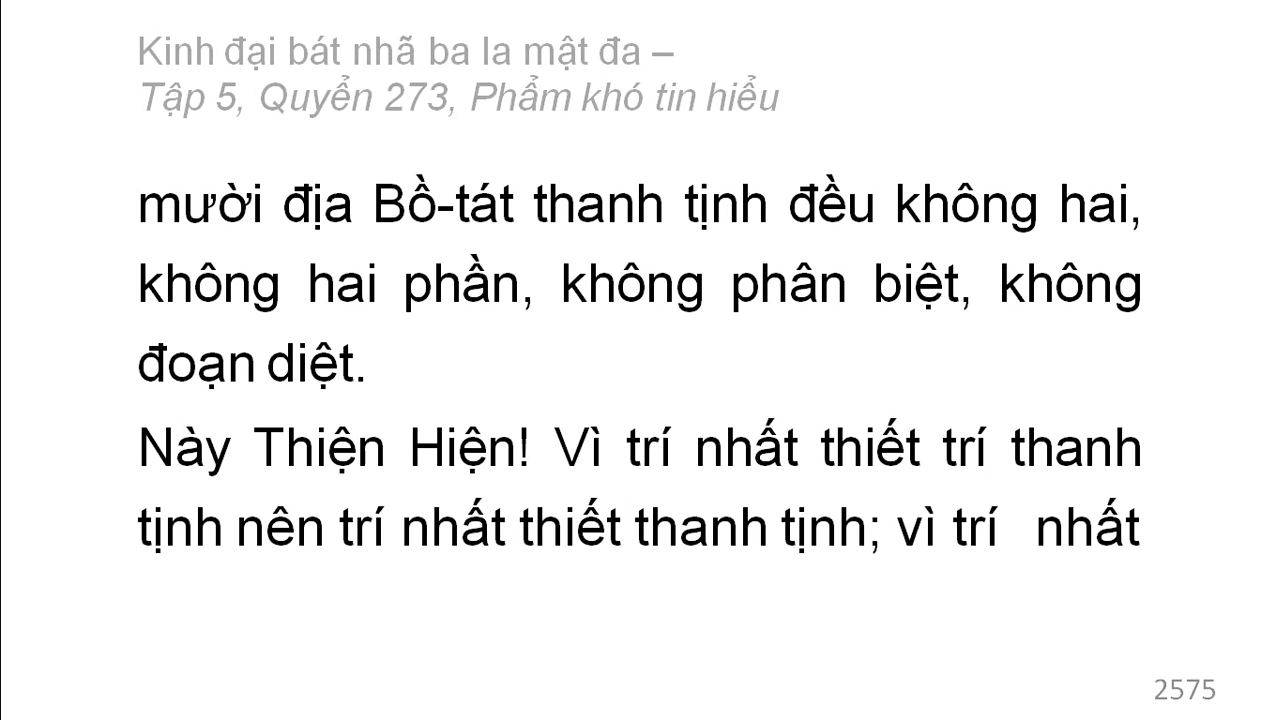 Kinh đại bát nhã ba la mật đa –
Tập 5, Quyển 273, Phẩm khó tin hiểu
mười địa Bồ-tát thanh tịnh đều không hai,
không hai phần, không phân biệt, không
đoạn diệt.
Này Thiện Hiện! Vì trí nhất thiết trí thanh
tịnh nên trí nhất thiết thanh tịnh; vì trí nhất
2575